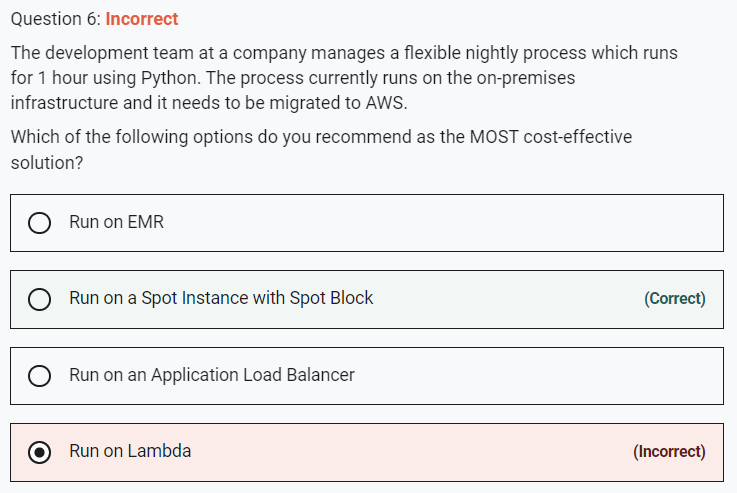 Question 6: Incorrect
The development team at a company manages a flexible nightly process which runs
for 1 hour using Python. The process currently runs on the on-premises
infrastructure and it needs to be migrated to AWS.
Which of the following options do you recommend as the MOST cost-effective
solution?
Run on EMR
Run on a Spot Instance with Spot Block (Correct)
Run on an Application Load Balancer
Run on Lambda (Incorrect)